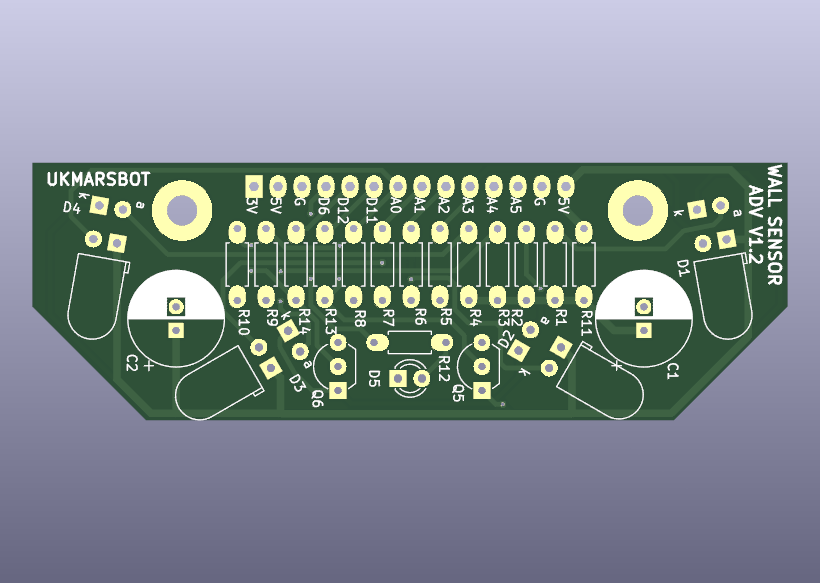 UKMARSBOT
WALL SENSOR
ADV V1.2
3V
5V
G
D6
D12
D11
A0
A1
A2
A3
A4
A5
G
5V
k
D4
a
k
a
D1
R10
R9
R14
R13
R8
R7
R6
R5
R4
R3
R2
R1
R11
k
a
D3
a
D2
k
C2
+
C1
+
Q6
D5
R12
Q5